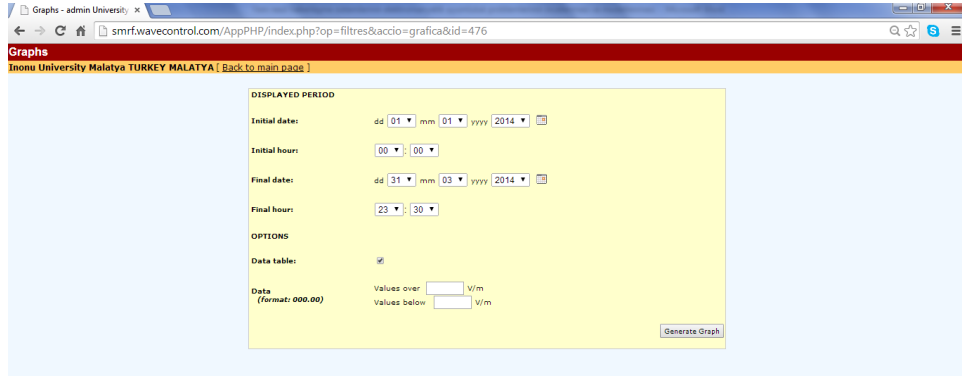 Graphs - admin University ×
smrf.wavecontrol.com/AppPHP/index.php?op=filtres&accio=grafica&id=476
Graphs
Inonu University Malatya TURKEY MALATYA [ Back to main page ]
DISPLAYED PERIOD
Initial date: dd 01 mm 01 yyyy 2014
Initial hour: 00 : 00
Final date: dd 31 mm 03 yyyy 2014
Final hour: 23 : 30
OPTIONS
Data table:
Data
(format: 000.00)
Values over V/m
Values below V/m
Generate Graph